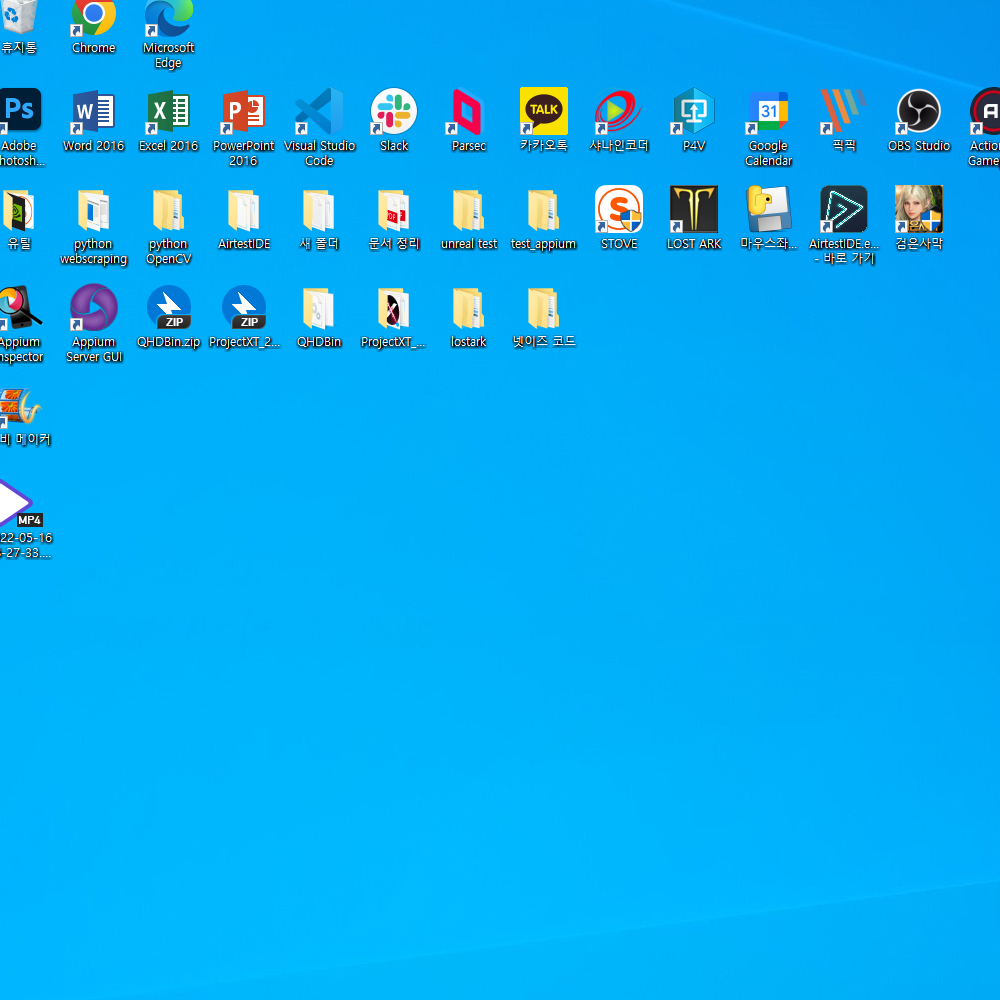 휴지통
Chrome
Microsoft
Edge
Ps
Adobe
hotosh...
Word 2016
Excel 2016
PowerPoint
2016
Visual Studio
Code
Slack
Parsec
TALK
카카오톡
샤나인코더
P4V
31
Google
Calendar
픽픽
OBS Studio
Action
Game
유틸
python
webscraping
python
OpenCV
AirtestIDE
새 폴더
PDF
문서 정리
unreal test
test_appium
STOVE
LOST ARK
마우스좌...
AirtestIDE.e...
- 바로 가기
검은사막
Appium
nspector
Appium
Server GUI
ZIP
QHDBin.zip
ZIP
ProjectXT_2...
QHDBin
ProjectXT_...
lostark
넷이즈 코드
비 메이커
MP4
22-05-16
-27-33....